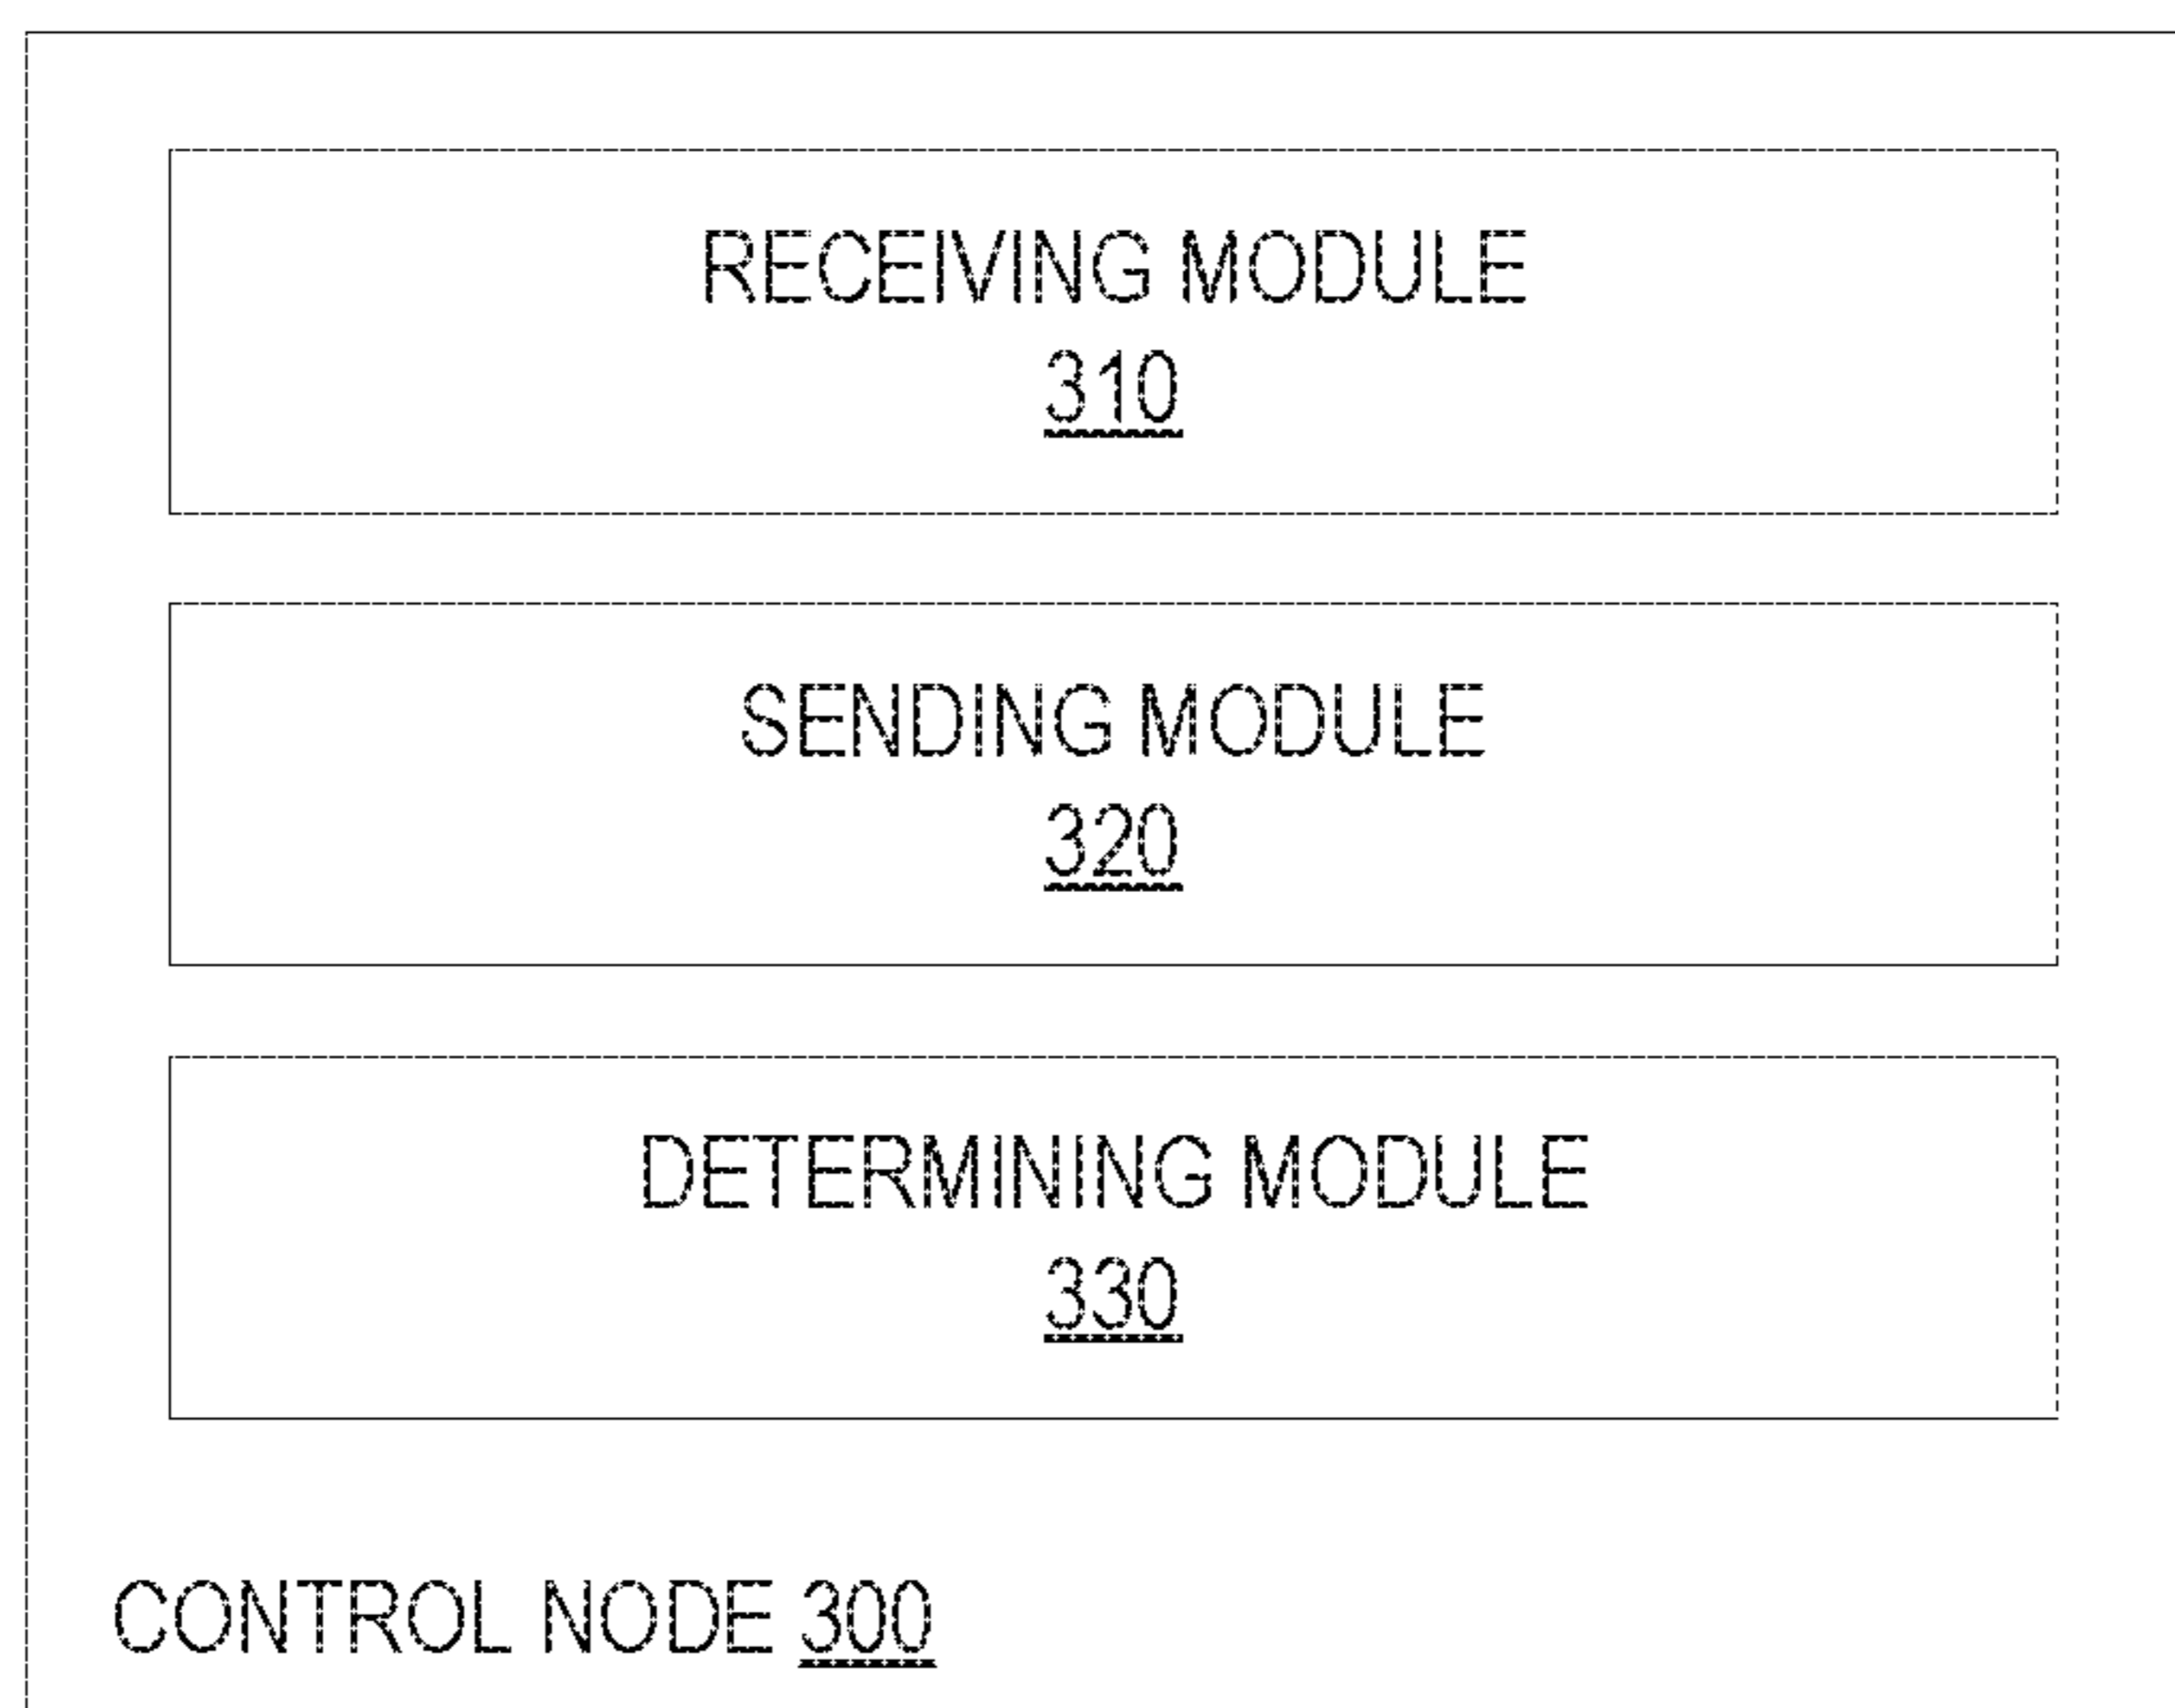 RECEIVING MODULE
310
SENDING MODULE
320
DETERMINING MODULE
330
CONTROL NODE 300